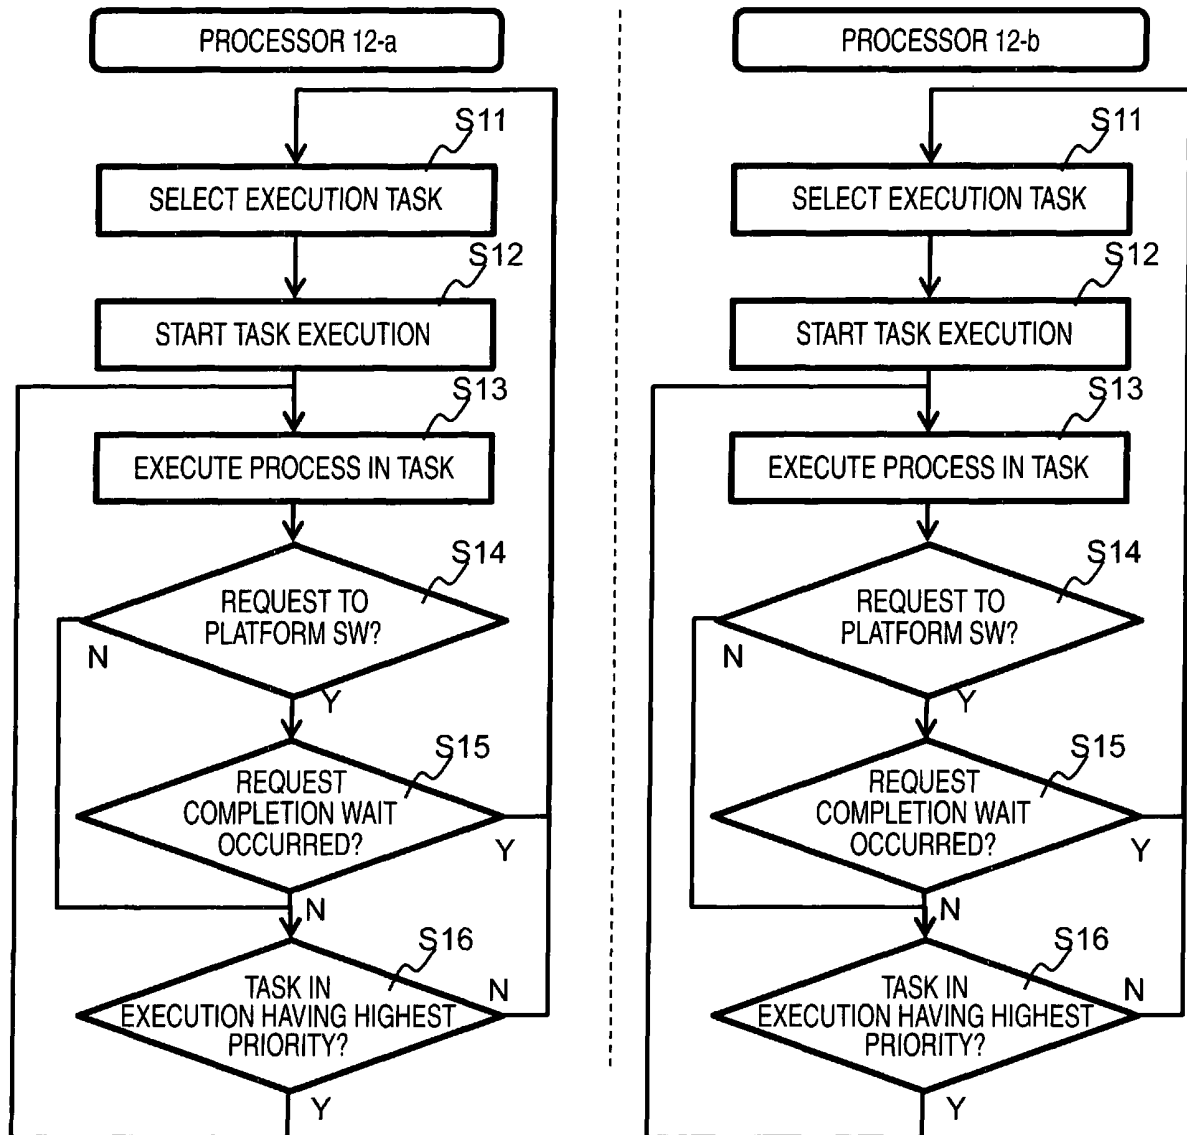 PROCESSOR 12-a
S11
SELECT EXECUTION TASK
S12
START TASK EXECUTION
S13
EXECUTE PROCESS IN TASK
S14
REQUEST TO
PLATFORM SW?
N
Y
S15
REQUEST
COMPLETION WAIT
OCCURRED?
Y
N
S16
TASK IN
EXECUTION HAVING HIGHEST
PRIORITY?
N
Y
PROCESSOR 12-b
S11
SELECT EXECUTION TASK
S12
START TASK EXECUTION
S13
EXECUTE PROCESS IN TASK
S14
REQUEST TO
PLATFORM SW?
N
Y
S15
REQUEST
COMPLETION WAIT
OCCURRED?
Y
N
S16
TASK IN
EXECUTION HAVING HIGHEST
PRIORITY?
N
Y